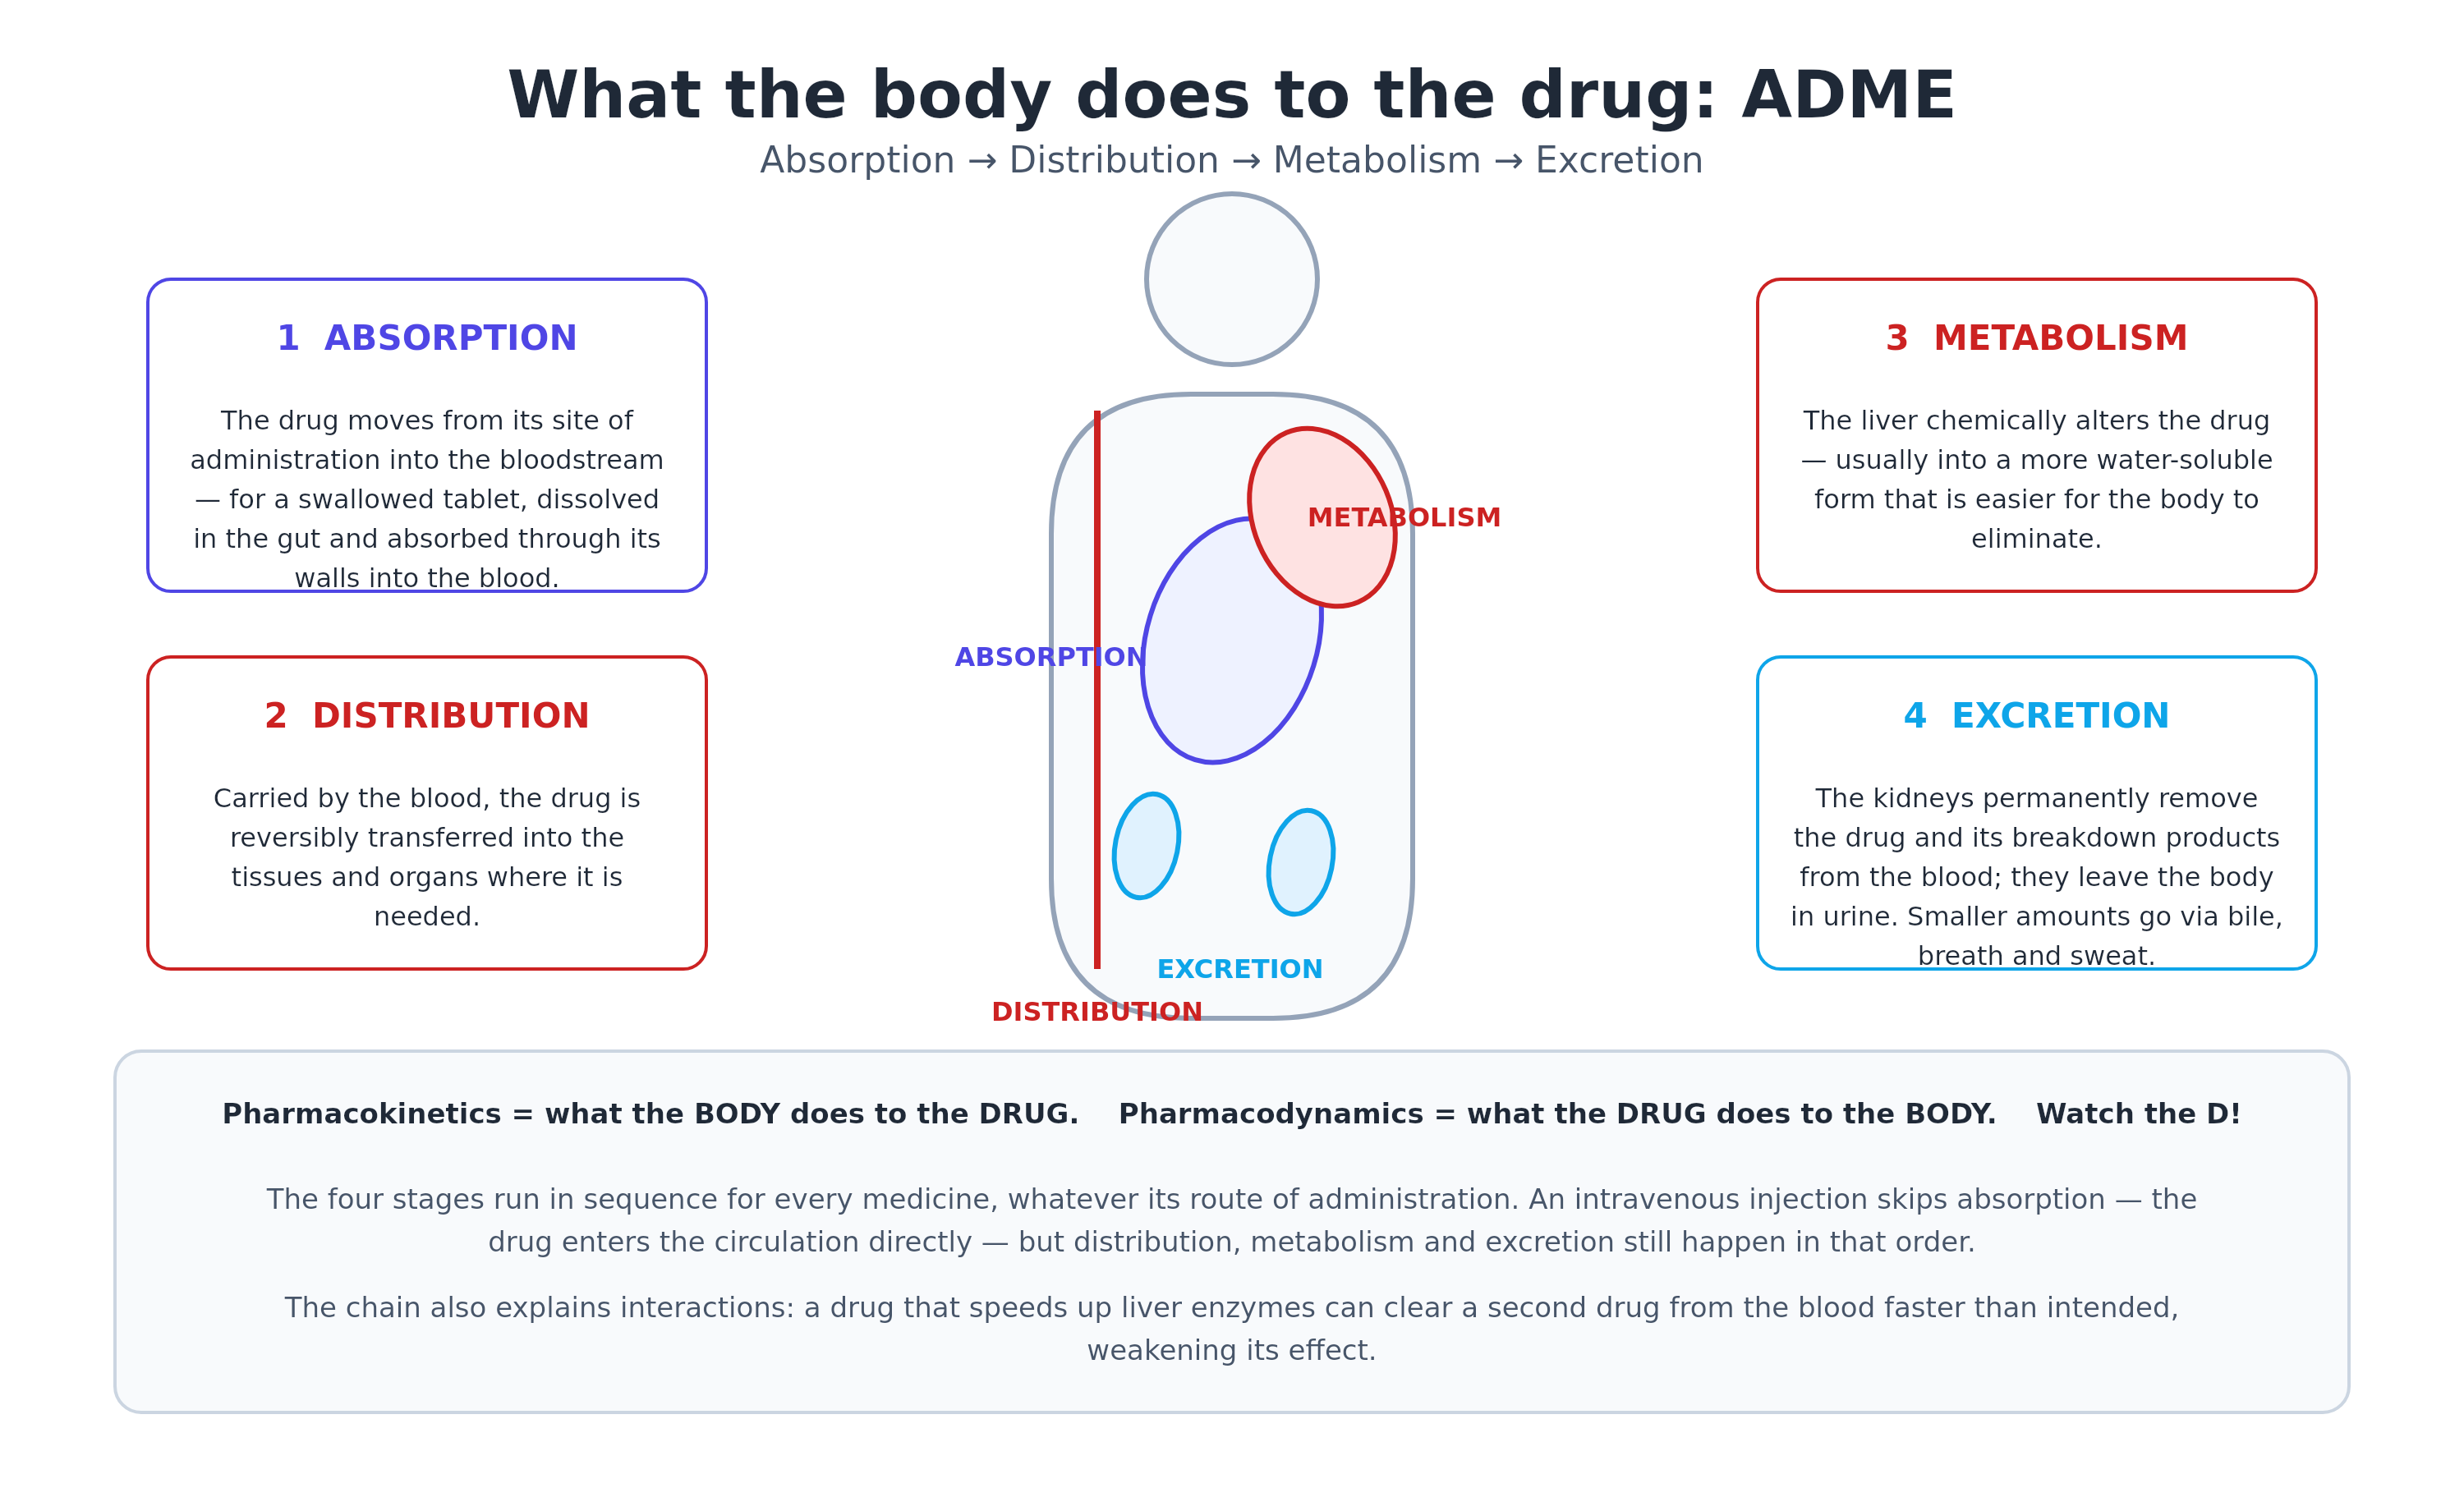 What the body does to the drug: ADME
Absorption → Distribution → Metabolism → Excretion
1 ABSORPTION
The drug moves from its site of
administration into the bloodstream
— for a swallowed tablet, dissolved
in the gut and absorbed through its
walls into the blood.
2 DISTRIBUTION
Carried by the blood, the drug is
reversibly transferred into the
tissues and organs where it is
needed.
METABOLISM
ABSORPTION
EXCRETION
DISTRIBUTION
3 METABOLISM
The liver chemically alters the drug
— usually into a more water-soluble
form that is easier for the body to
eliminate.
4 EXCRETION
The kidneys permanently remove
the drug and its breakdown products
from the blood; they leave the body
in urine. Smaller amounts go via bile,
breath and sweat.
Pharmacokinetics = what the BODY does to the DRUG. Pharmacodynamics = what the DRUG does to the BODY. Watch the D!
The four stages run in sequence for every medicine, whatever its route of administration. An intravenous injection skips absorption — the
drug enters the circulation directly — but distribution, metabolism and excretion still happen in that order.
The chain also explains interactions: a drug that speeds up liver enzymes can clear a second drug from the blood faster than intended,
weakening its effect.